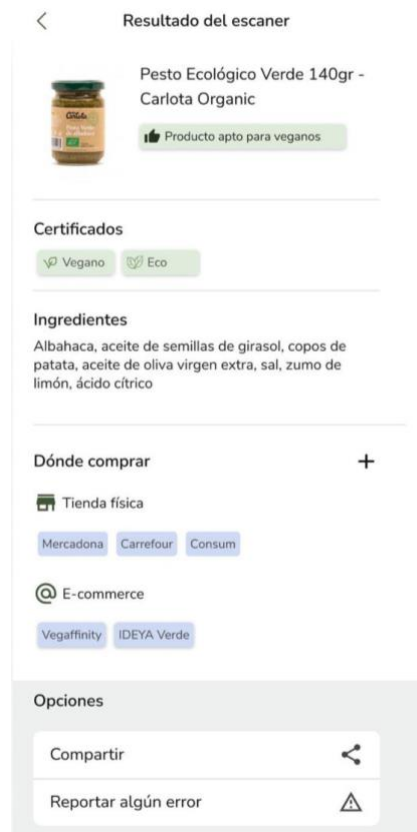 Resultado del escaner
Pesto Ecológico Verde 140gr -
Carlota Organic
Producto apto para veganos
Certificados
Vegano
Eco
Ingredientes
Albahaca, aceite de semillas de girasol, copos de
patata, aceite de oliva virgen extra, sal, zumo de
limón, ácido cítrico
Dónde comprar
Tienda física
Mercadona Carrefour Consum
E-commerce
Vegaffinity IDEYA Verde
Opciones
Compartir
Reportar algún error